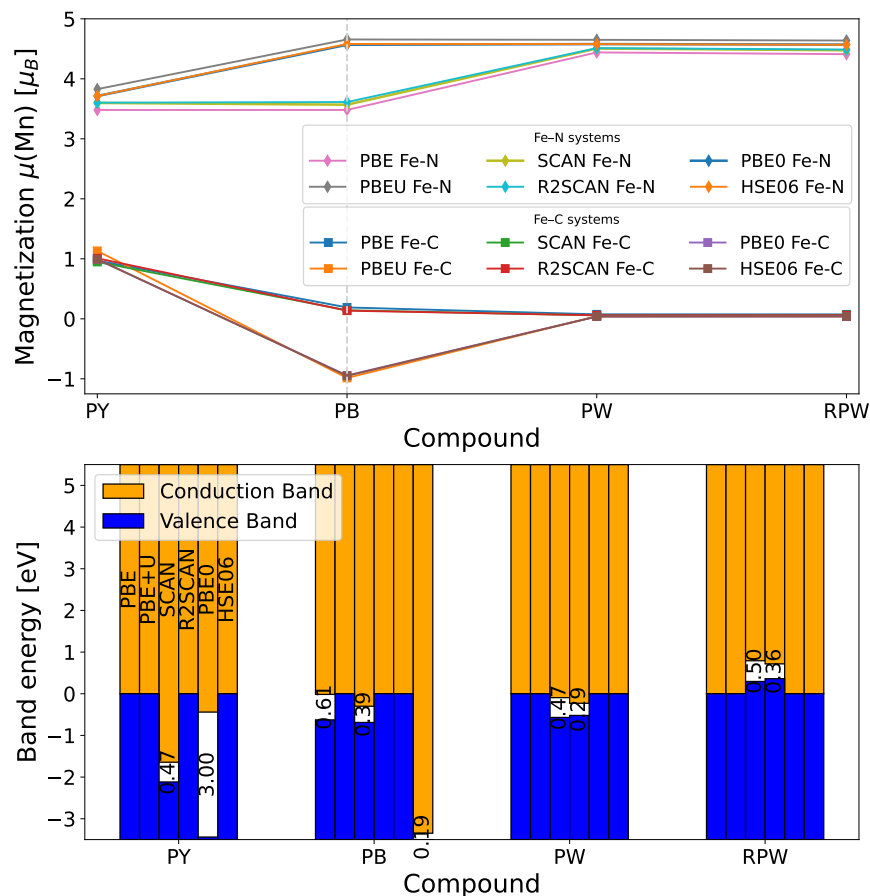 Magnetization μ(Mn) [μ_B]
5
4
3
2
1
0
−1
Fe–N systems
PBE Fe-N SCAN Fe-N PBE0 Fe-N
PBEU Fe-N R2SCAN Fe-N HSE06 Fe-N
Fe–C systems
PBE Fe-C SCAN Fe-C PBE0 Fe-C
PBEU Fe-C R2SCAN Fe-C HSE06 Fe-C
PY PB PW RPW
Compound
Band energy [eV]
5
4
3
2
1
0
−1
−2
−3
Conduction Band
Valence Band
PBE
PBE+U
SCAN
R2SCAN
PBE0
HSE06
0.47
3.00
0.61
0.39
0.19
0.47
0.29
0.50
0.36
PY PB PW RPW
Compound